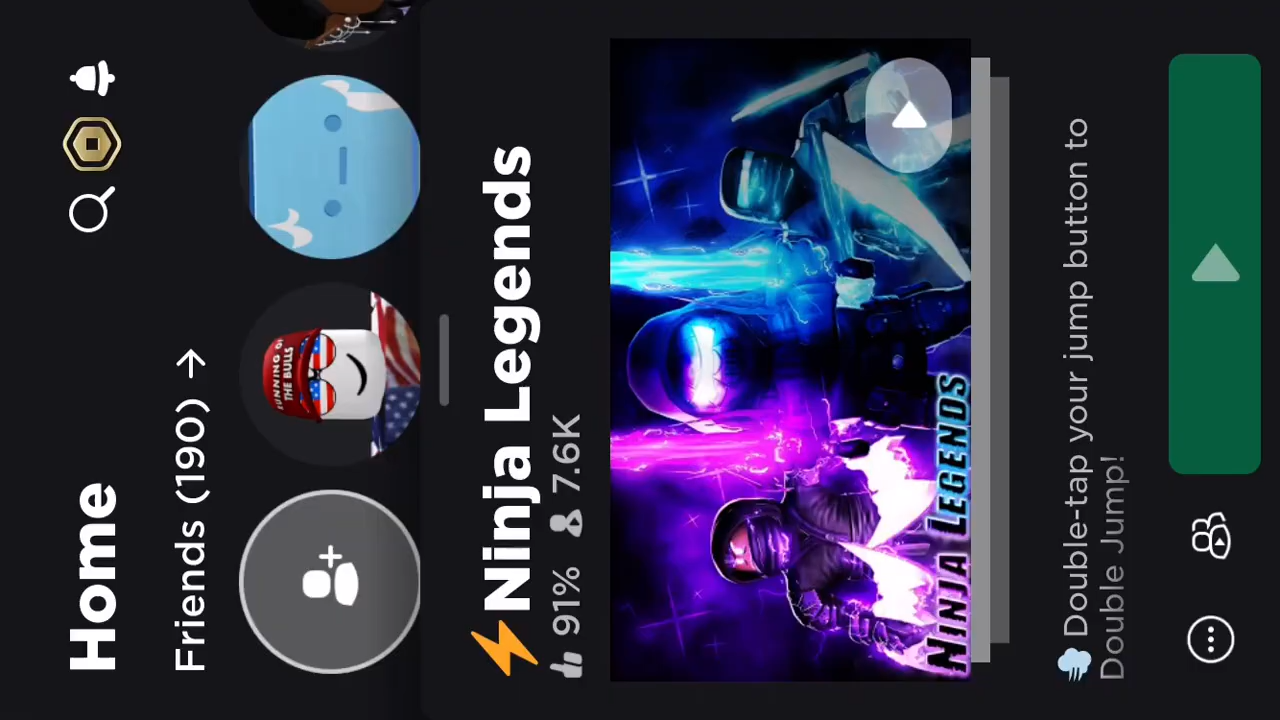 Home
Friends (190) →
RUNNING OF
THE BULLS
⚡Ninja Legends
91% 7.6K
NINJA LEGENDS
🌧️ Double-tap your jump button to
Double Jump!